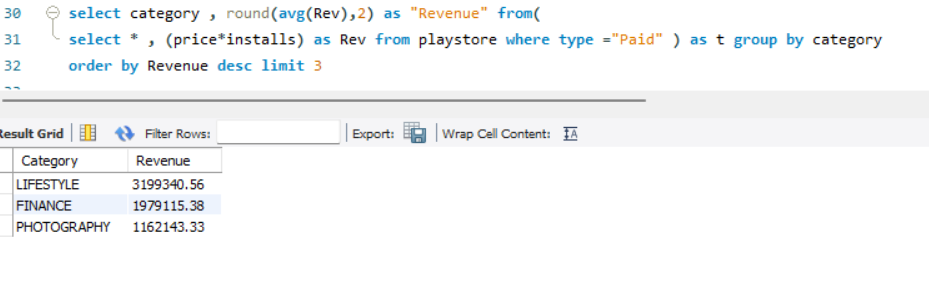 30 select category , round(avg(Rev),2) as "Revenue" from(
31 select * , (price*installs) as Rev from playstore where type ="Paid" ) as t group by category
32 order by Revenue desc limit 3
Result Grid Filter Rows: Export: Wrap Cell Content: IA
Category Revenue
LIFESTYLE 3199340.56
FINANCE 1979115.38
PHOTOGRAPHY 1162143.33